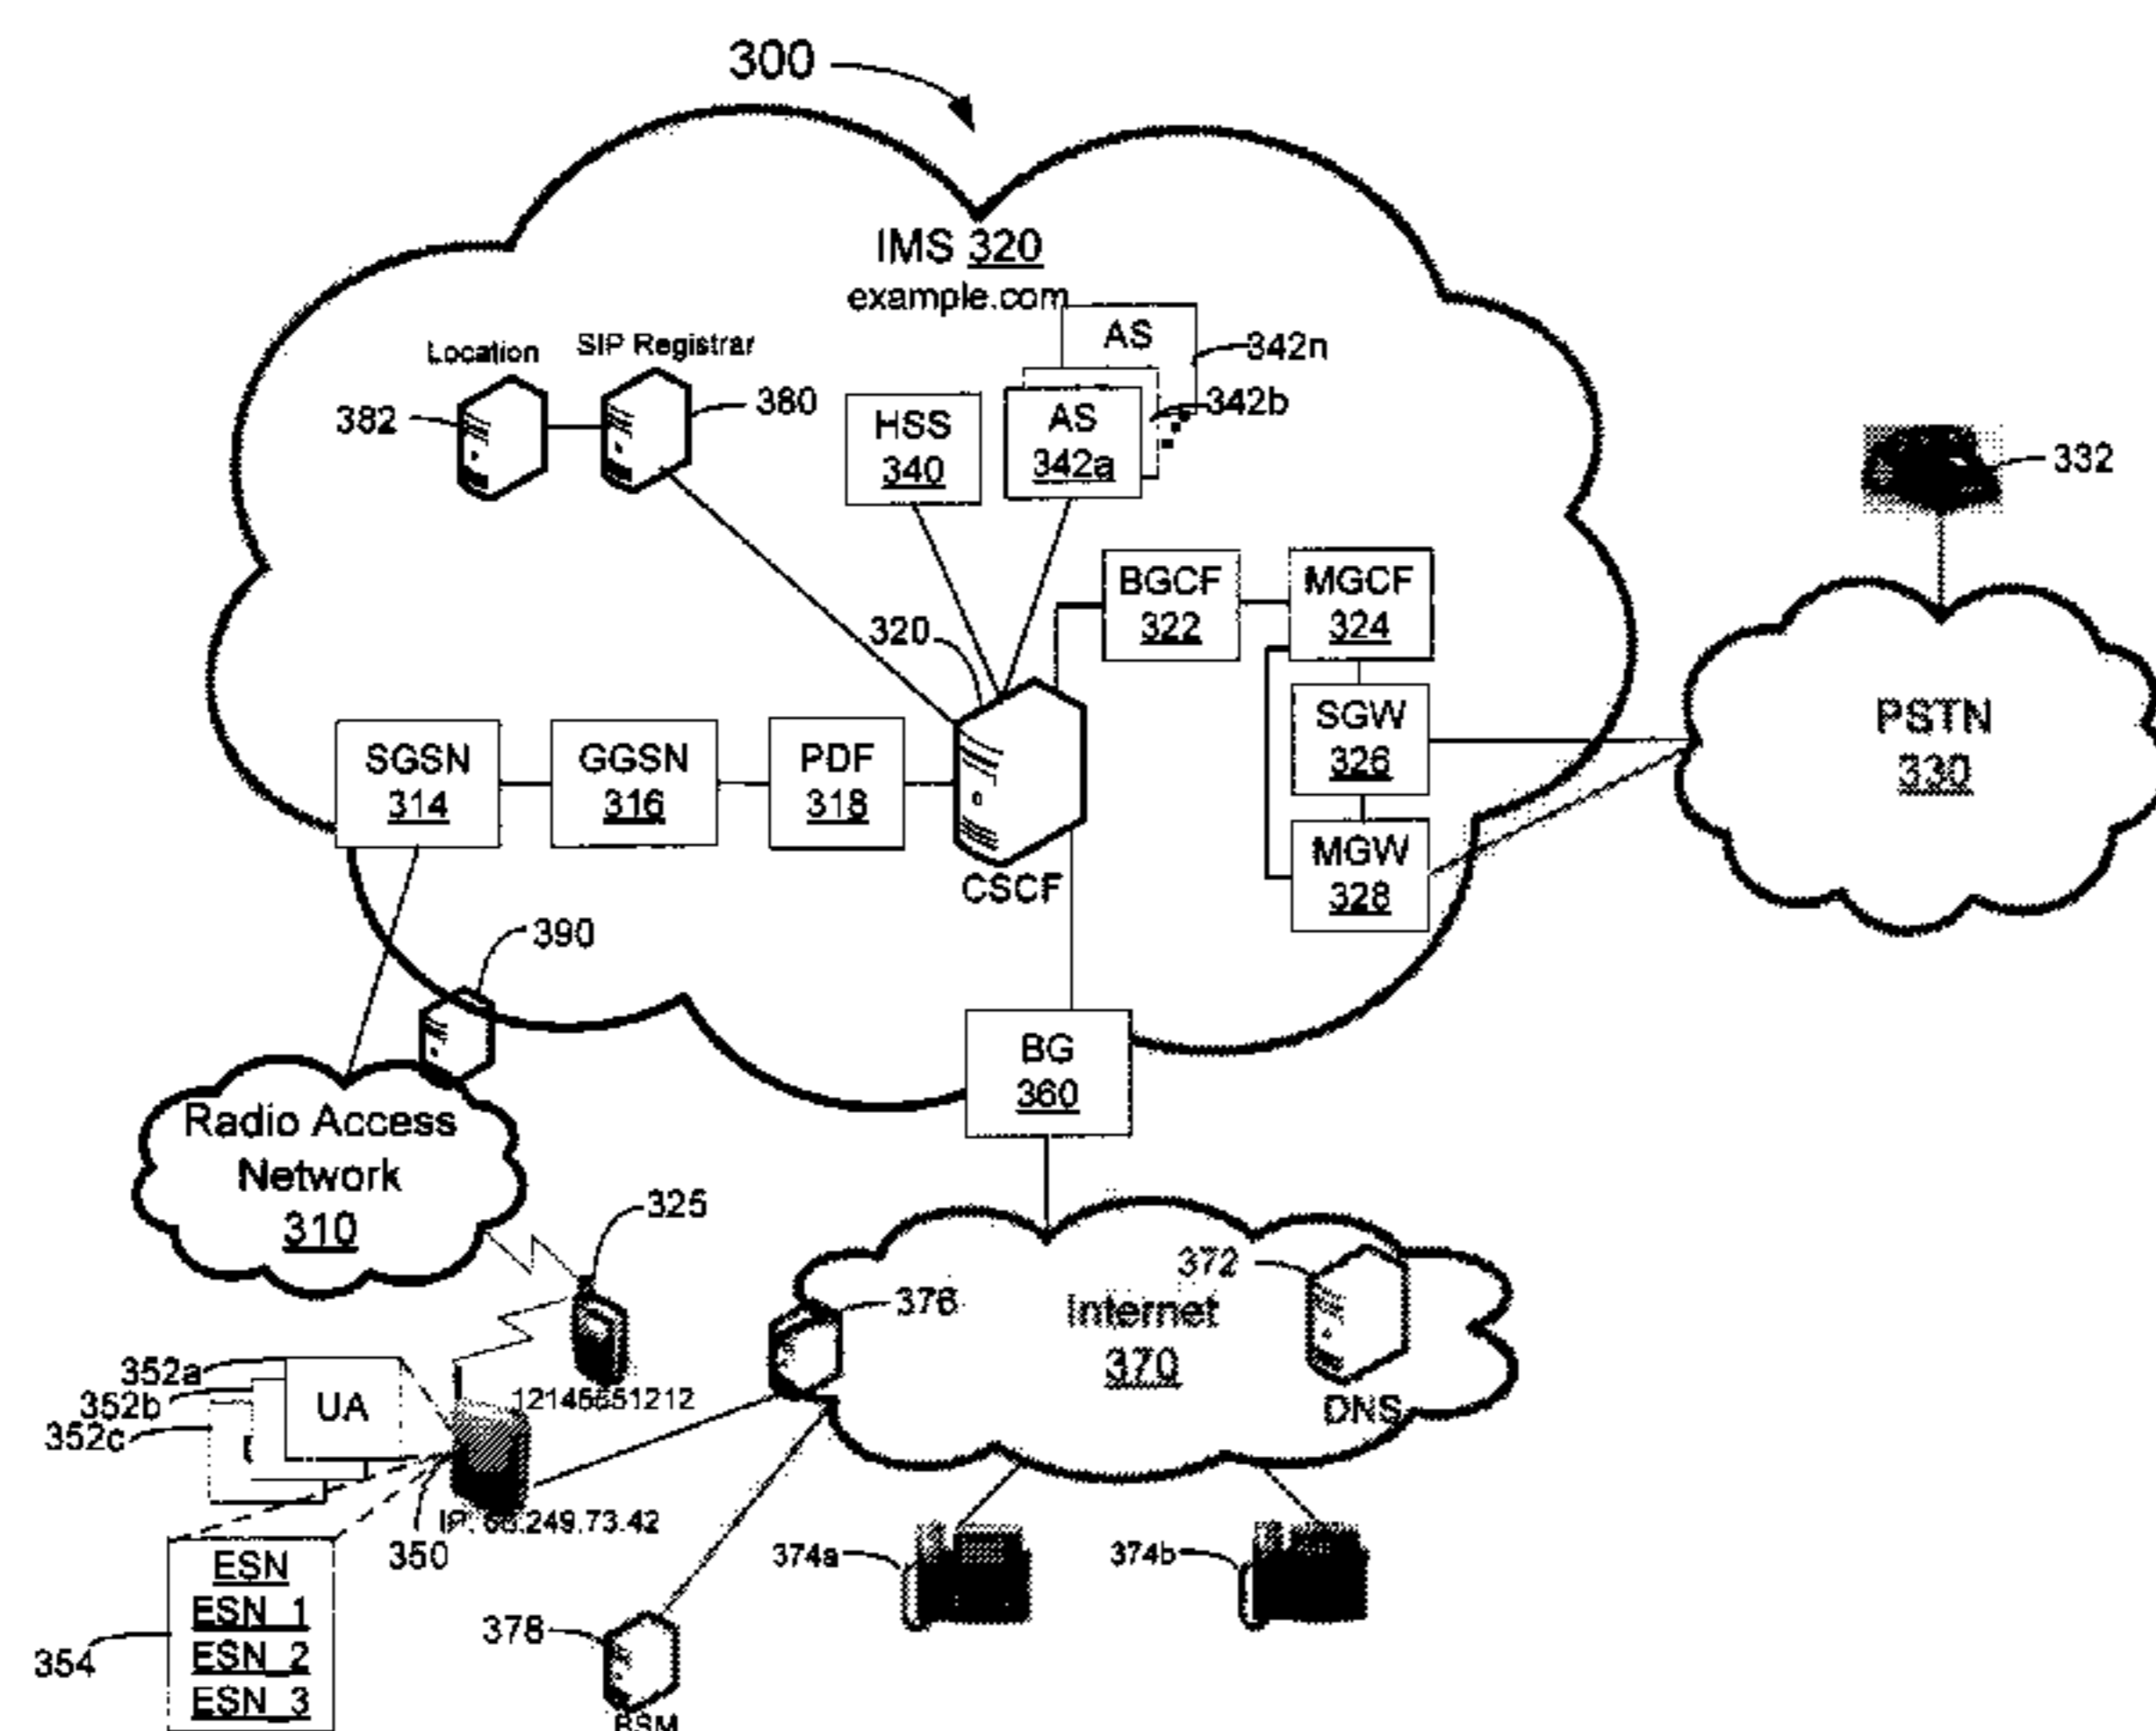 300
IMS 320
example.com
Location
SIP Registrar
AS
342n
382
380
HSS
340
AS
342a
342b
332
BGCF
322
MGCF
324
320
SGSN
314
GGSN
316
PDF
318
SGW
326
PSTN
330
MGW
328
CSCF
390
BG
360
Radio Access
Network
310
325
372
376
Internet
370
352a
352b
352c
UA
DNS
350
374a
374b
ESN
ESN_1
ESN_2
ESN_3
354
378
BSM